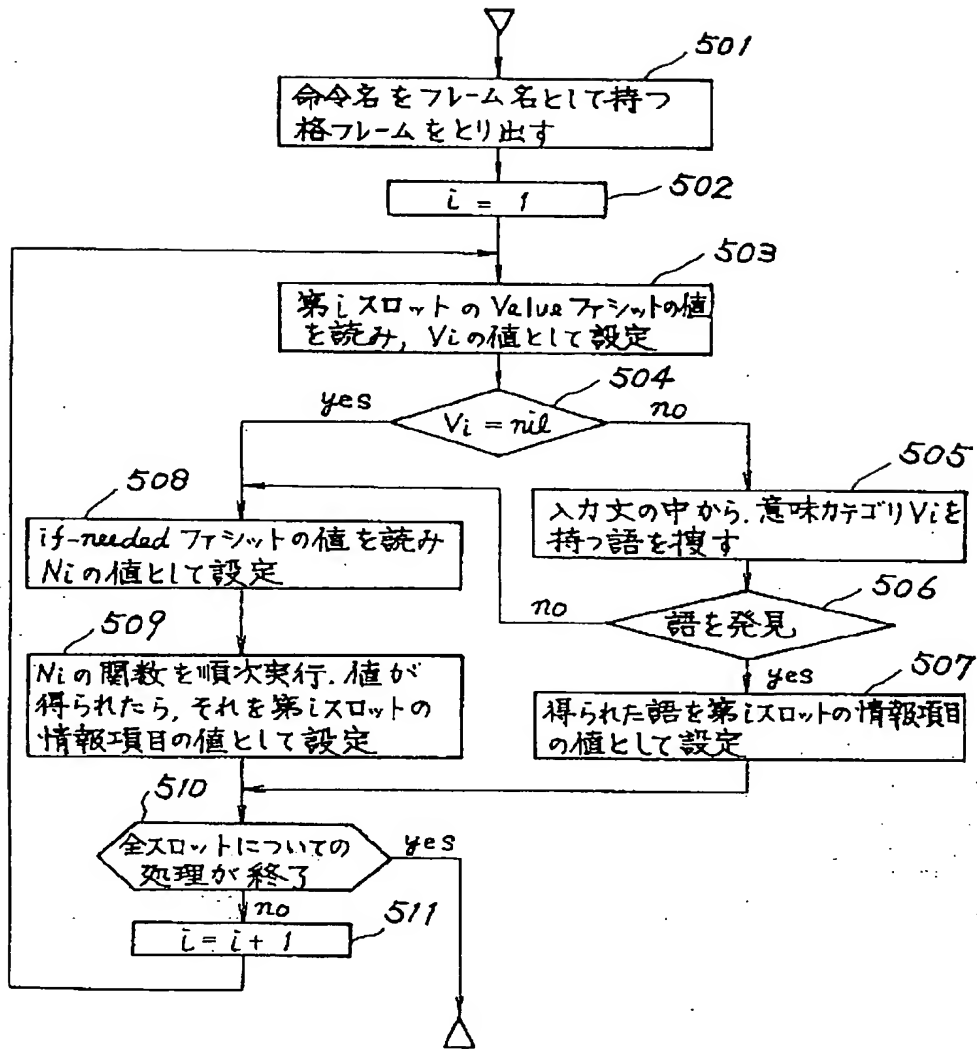 501
命令名をフレーム名として持つ
格フレームをとり出す
502
i = 1
503
第iスロットのValueファシットの値
を読み, Viの値として設定
504
yes
Vi = nil
no
505
508
入力文の中から, 意味カテゴリViを
持つ語を捜す
if-neededファシットの値を読み
Niの値として設定
506
no
語を発見
509
yes
507
Niの関数を順次実行. 値が
得られたら, それを第iスロットの
情報項目の値として設定
得られた語を第iスロットの情報項目
の値として設定
510
全スロットについての
処理が終了
yes
no
511
i = i + 1